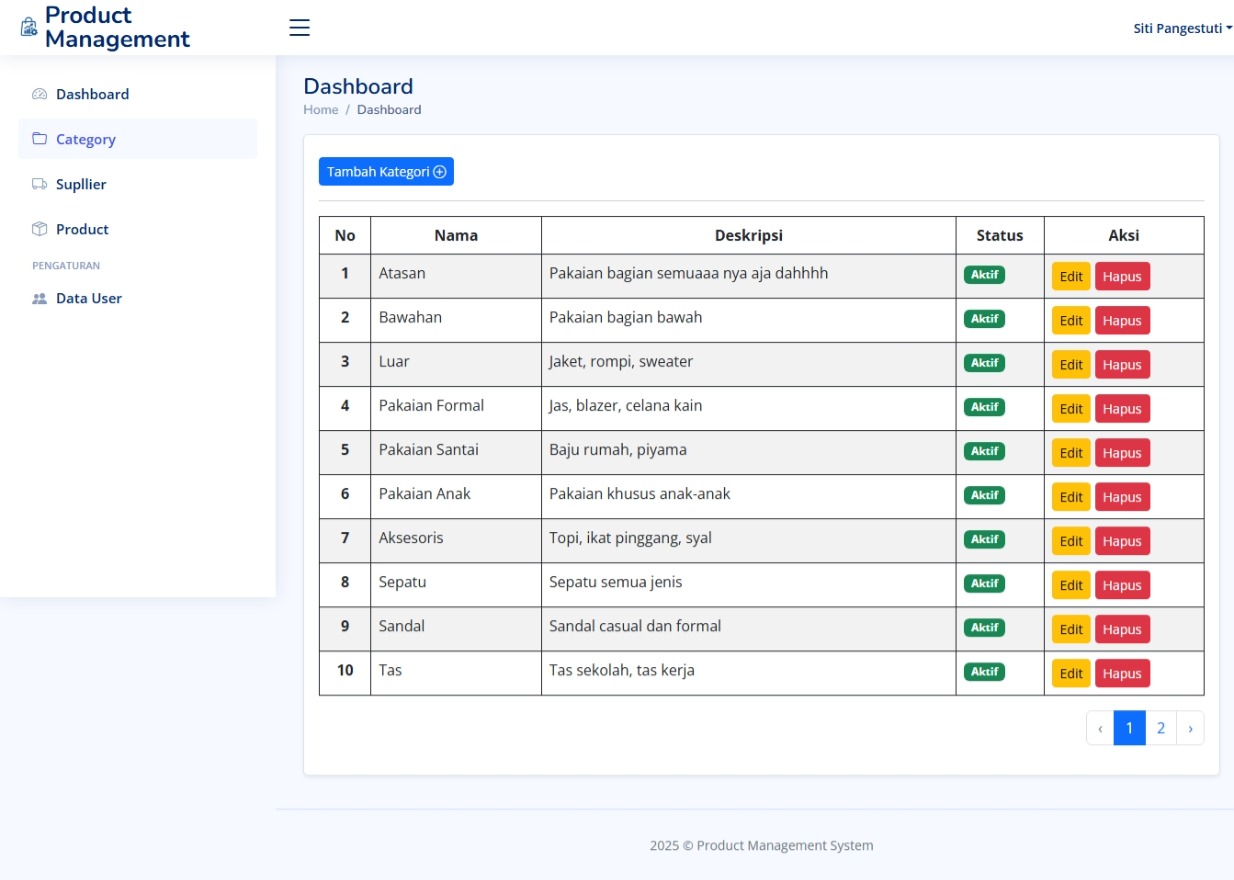 Product
Management
Siti Pangestuti
Dashboard
Category
Supllier
Product
PENGATURAN
Data User
Dashboard
Home / Dashboard
Tambah Kategori
No Nama Deskripsi Status Aksi
1 Atasan Pakaian bagian semuaaa nya aja dahhhh Aktif Edit Hapus
2 Bawahan Pakaian bagian bawah Aktif Edit Hapus
3 Luar Jaket, rompi, sweater Aktif Edit Hapus
4 Pakaian Formal Jas, blazer, celana kain Aktif Edit Hapus
5 Pakaian Santai Baju rumah, piyama Aktif Edit Hapus
6 Pakaian Anak Pakaian khusus anak-anak Aktif Edit Hapus
7 Aksesoris Topi, ikat pinggang, syal Aktif Edit Hapus
8 Sepatu Sepatu semua jenis Aktif Edit Hapus
9 Sandal Sandal casual dan formal Aktif Edit Hapus
10 Tas Tas sekolah, tas kerja Aktif Edit Hapus
‹ 1 2 ›
2025 © Product Management System